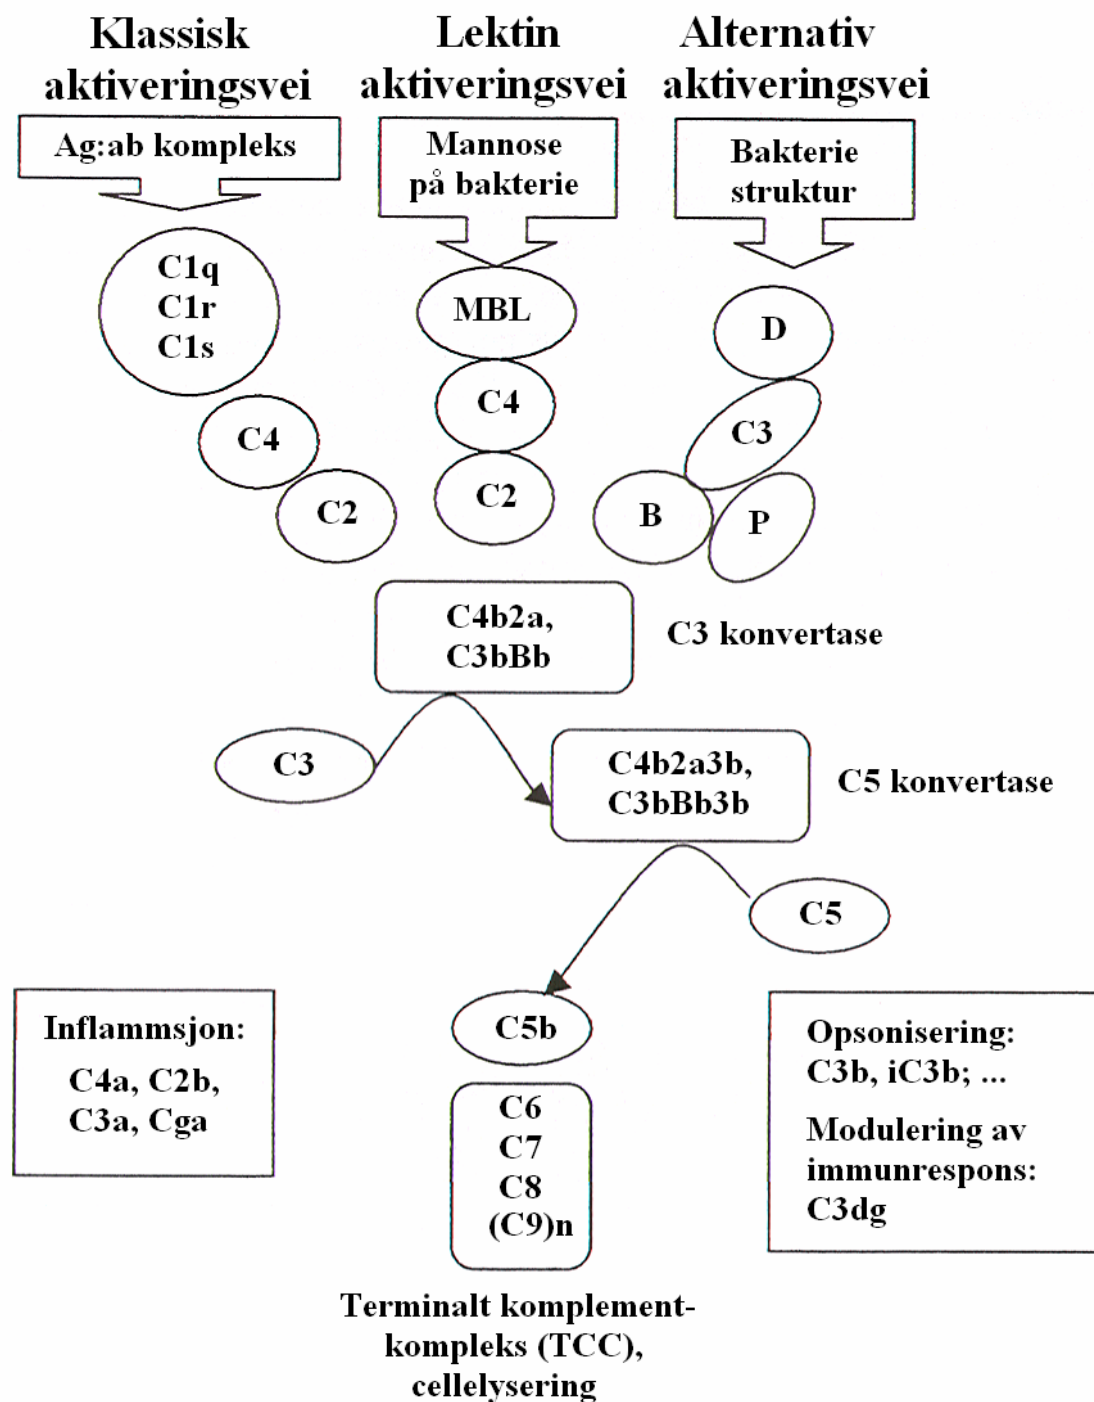 Klassisk
aktiveringsvei
Lektin
aktiveringsvei
Alternativ
aktiveringsvei
Ag:ab kompleks
Mannose
på bakterie
Bakterie
struktur
C1q
C1r
C1s
C4
C2
MBL
C4
C2
D
C3
B
P
C4b2a,
C3bBb
C3 konvertase
C3
C4b2a3b,
C3bBb3b
C5 konvertase
C5
C5b
C6
C7
C8
(C9)n
Inflammsjon:
C4a, C2b,
C3a, Cga
Opsonisering:
C3b, iC3b; ...
Modulering av
immunrespons:
C3dg
Terminalt komplement-
kompleks (TCC),
cellelysering